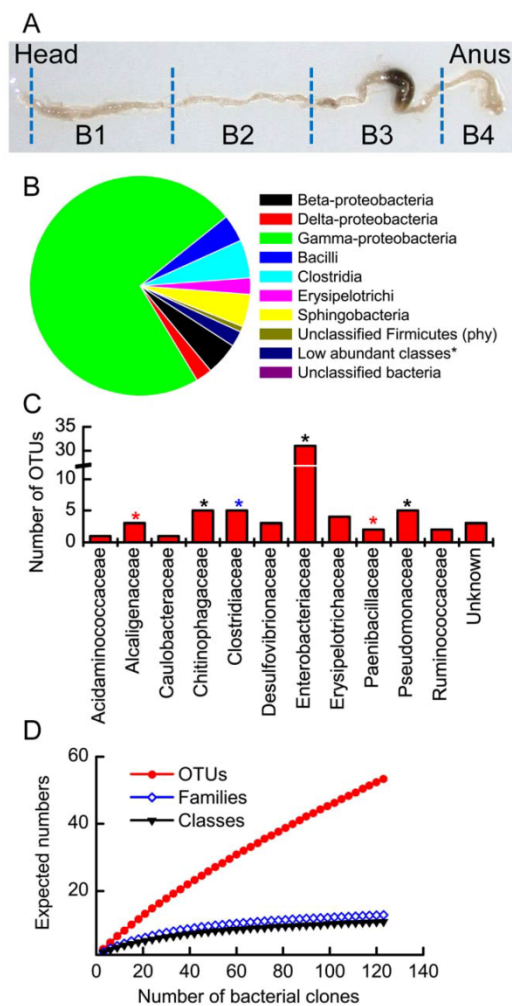 A
Head
Anus
B1
B2
B3
B4
B
Beta-proteobacteria
Delta-proteobacteria
Gamma-proteobacteria
Bacilli
Clostridia
Erysipelotrichi
Sphingobacteria
Unclassified Firmicutes (phy)
Low abundant classes*
Unclassified bacteria
C
Number of OTUs
35
30
10
5
0
*
*
*
*
*
*
Acidaminococcaceae
Alcaligenaceae
Caulobacteraceae
Chitinophagaceae
Clostridiaceae
Desulfovibrionaceae
Enterobacteriaceae
Erysipelotrichaceae
Paenibacillaceae
Pseudomonaceae
Ruminococcaceae
Unknown
D
Expected numbers
60
40
20
OTUs
Families
Classes
0
20
40
60
80
100
120
140
Number of bacterial clones